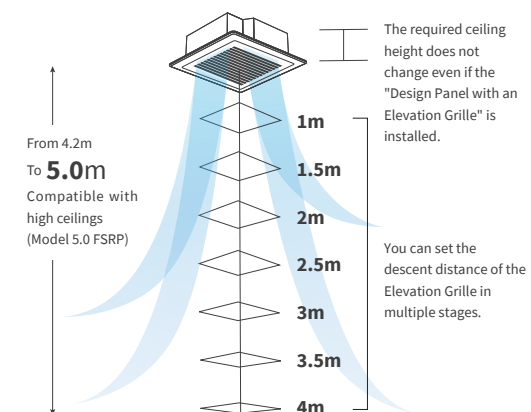 The required ceiling
height does not
change even if the
"Design Panel with an
Elevation Grille" is
installed.
From 4.2m
To 5.0m
Compatible with
high ceilings
(Model 5.0 FSRP)
1m
1.5m
2m
2.5m
3m
3.5m
4m
You can set the
descent distance of the
Elevation Grille in
multiple stages.